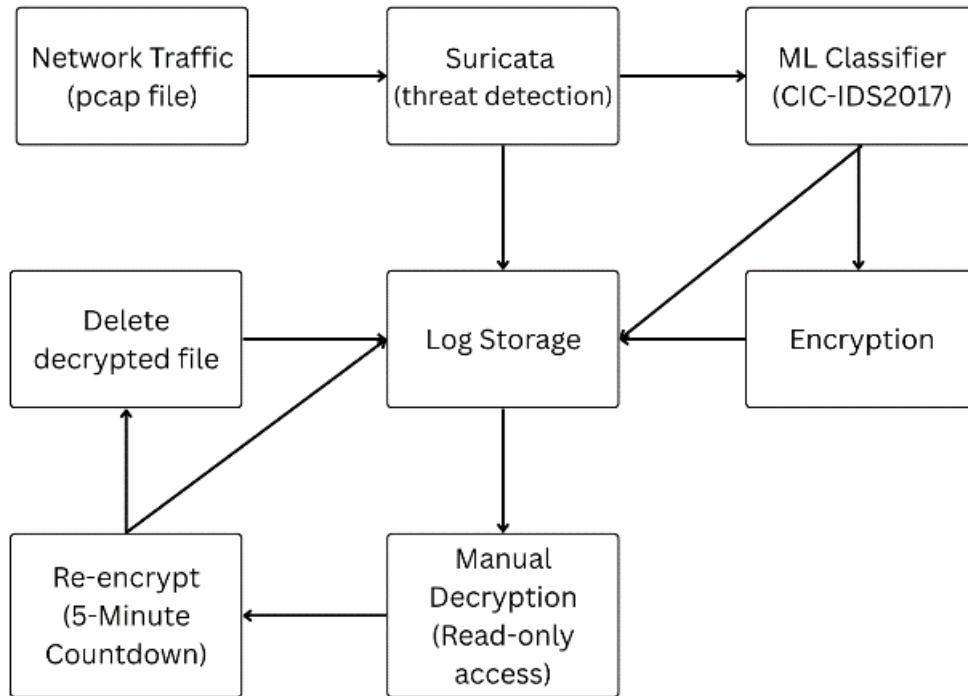 Network Traffic
(pcap file)
Suricata
(threat detection)
ML Classifier
(CIC-IDS2017)
Delete
decrypted file
Log Storage
Encryption
Re-encrypt
(5-Minute
Countdown)
Manual
Decryption
(Read-only
access)